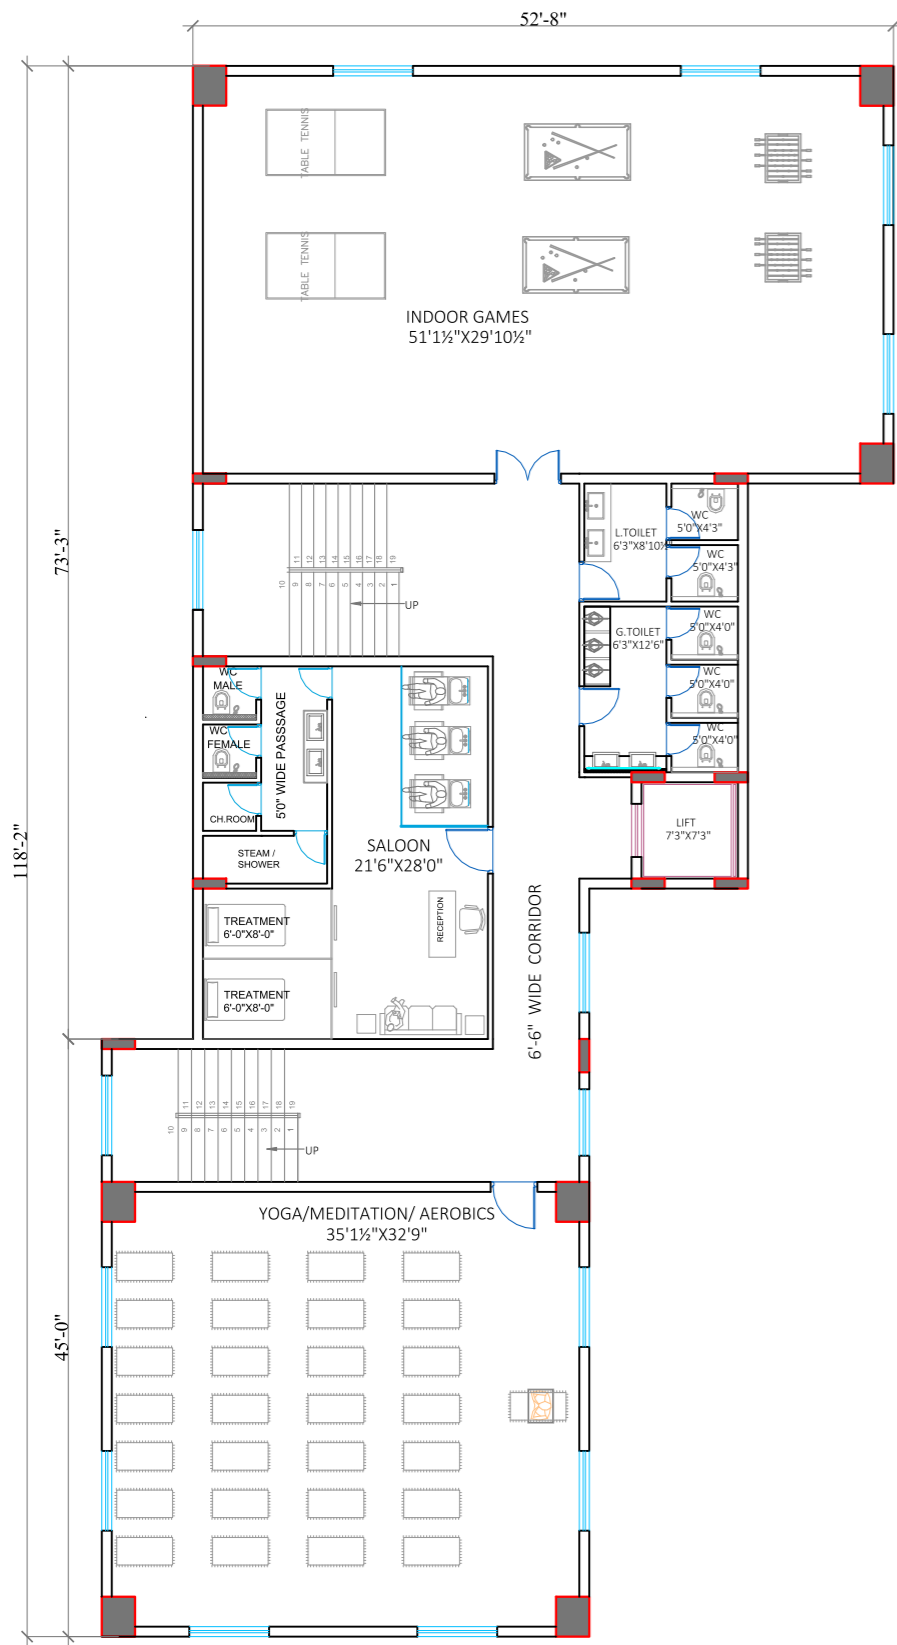 52'-8"
TABLE TENNIS
TABLE TENNIS
INDOOR GAMES
51'1½"X29'10½"
73'-3"
118'-2"
45'-0"
11
12
13
14
15
16
17
18
19
10
9
8
7
6
5
4
3
2
1
UP
L.TOILET
6'3"X8'10½"
WC
5'0"X4'3"
WC
5'0"X4'3"
G.TOILET
6'3"X12'6"
WC
5'0"X4'0"
WC
5'0"X4'0"
WC
5'0"X4'0"
LIFT
7'3"X7'3"
WC
MALE
WC
FEMALE
5'0" WIDE PASSSAGE
CH.ROOM
STEAM /
SHOWER
SALOON
21'6"X28'0"
RECEPTION
TREATMENT
6'-0"X8'-0"
TREATMENT
6'-0"X8'-0"
6'-6" WIDE CORRIDOR
11
12
13
14
15
16
17
18
19
10
9
8
7
6
5
4
3
2
1
UP
YOGA/MEDITATION/ AEROBICS
35'1½"X32'9"